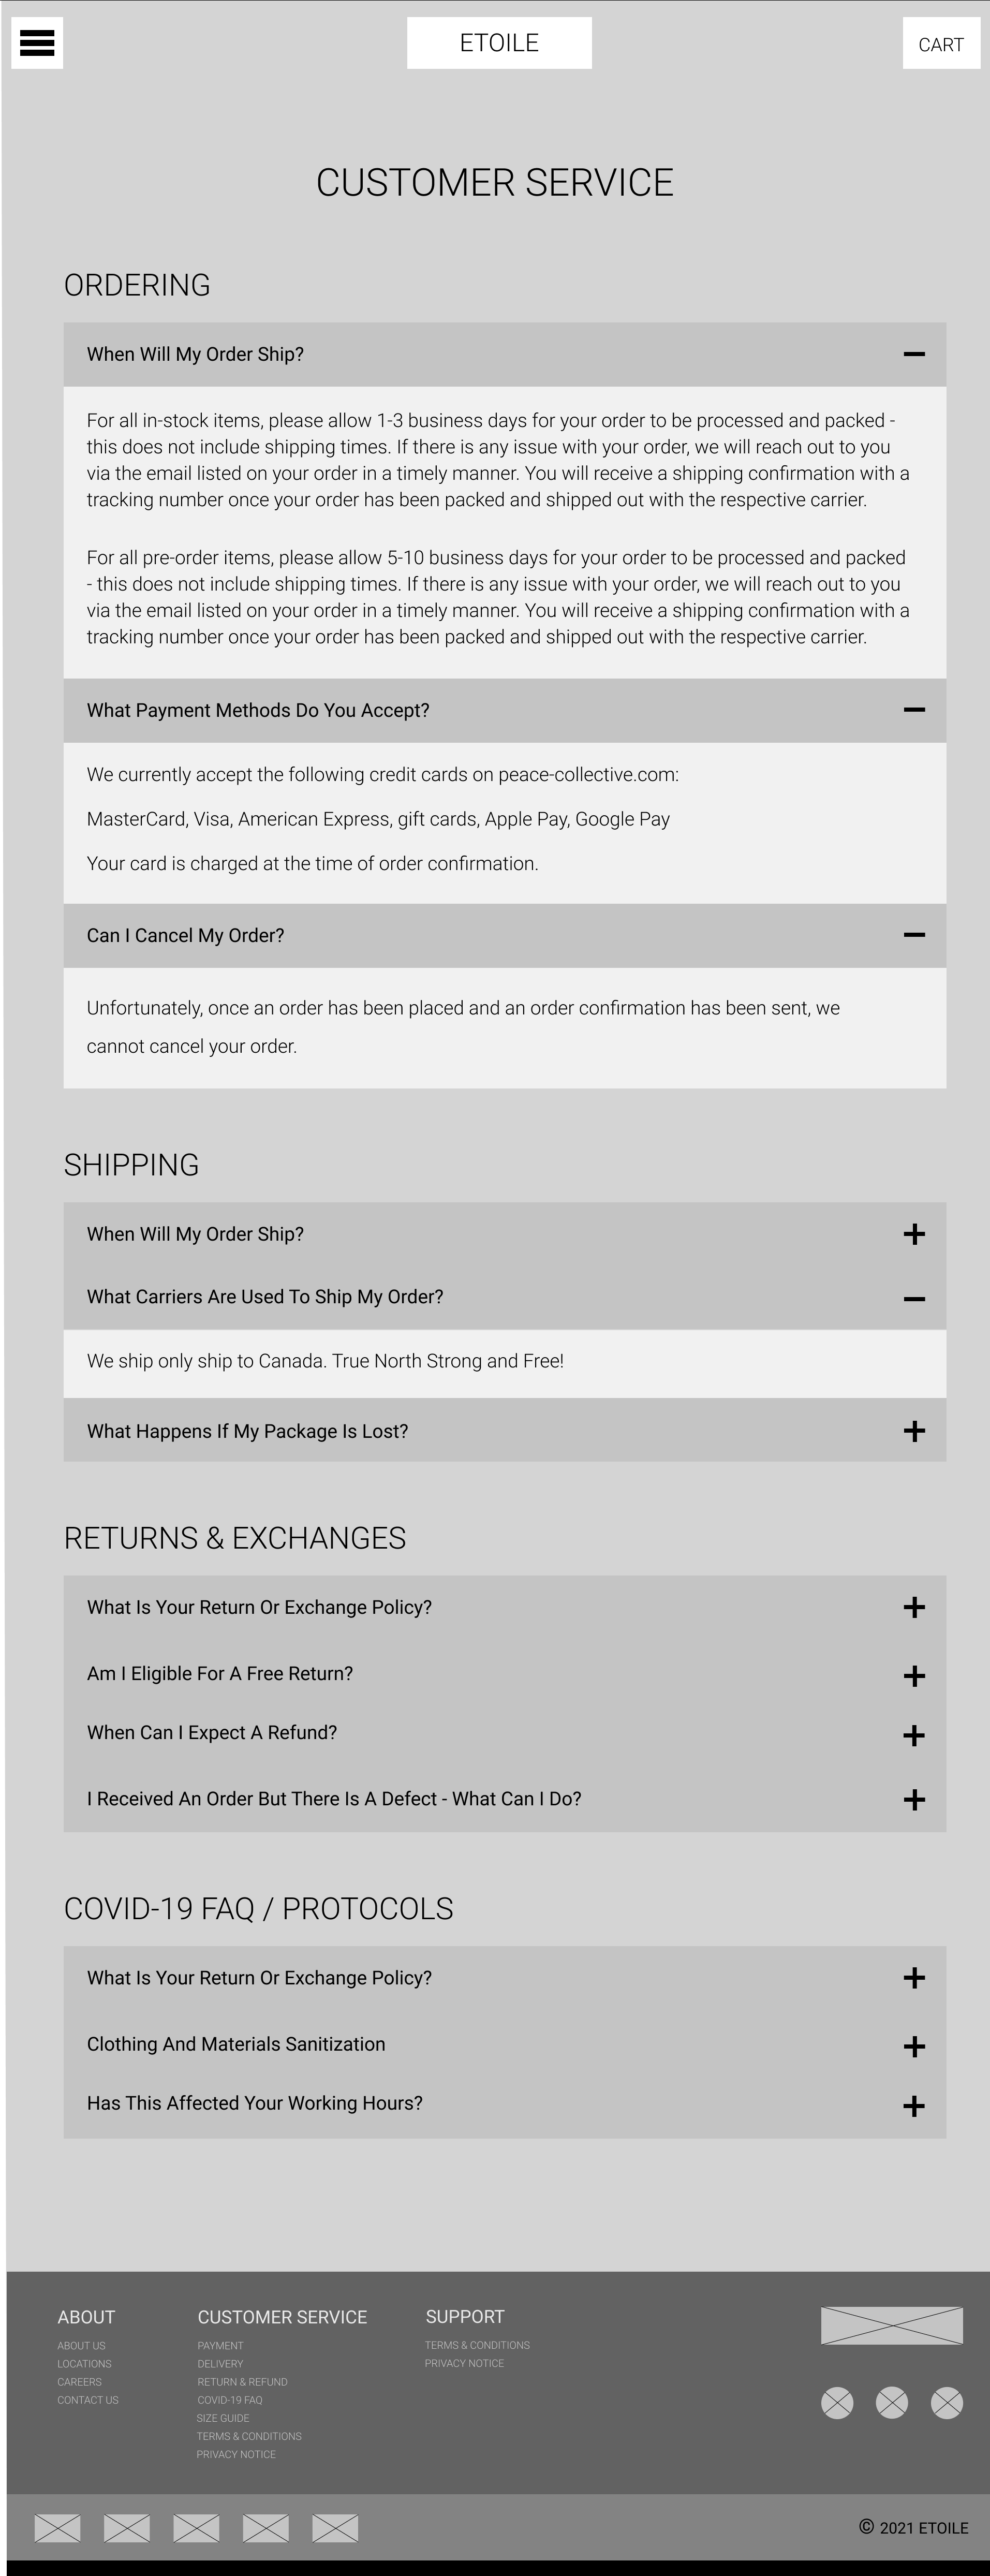 ETOILE
CART
CUSTOMER SERVICE
ORDERING
When Will My Order Ship?
For all in-stock items, please allow 1-3 business days for your order to be processed and packed -
this does not include shipping times. If there is any issue with your order, we will reach out to you
via the email listed on your order in a timely manner. You will receive a shipping confirmation with a
tracking number once your order has been packed and shipped out with the respective carrier.
For all pre-order items, please allow 5-10 business days for your order to be processed and packed
- this does not include shipping times. If there is any issue with your order, we will reach out to you
via the email listed on your order in a timely manner. You will receive a shipping confirmation with a
tracking number once your order has been packed and shipped out with the respective carrier.
What Payment Methods Do You Accept?
We currently accept the following credit cards on peace-collective.com:
MasterCard, Visa, American Express, gift cards, Apple Pay, Google Pay
Your card is charged at the time of order confirmation.
Can I Cancel My Order?
Unfortunately, once an order has been placed and an order confirmation has been sent, we
cannot cancel your order.
SHIPPING
When Will My Order Ship?
What Carriers Are Used To Ship My Order?
We ship only ship to Canada. True North Strong and Free!
What Happens If My Package Is Lost?
RETURNS & EXCHANGES
What Is Your Return Or Exchange Policy?
Am I Eligible For A Free Return?
When Can I Expect A Refund?
I Received An Order But There Is A Defect - What Can I Do?
COVID-19 FAQ / PROTOCOLS
What Is Your Return Or Exchange Policy?
Clothing And Materials Sanitization
Has This Affected Your Working Hours?
ABOUT
ABOUT US
LOCATIONS
CAREERS
CONTACT US
CUSTOMER SERVICE
PAYMENT
DELIVERY
RETURN & REFUND
COVID-19 FAQ
SIZE GUIDE
TERMS & CONDITIONS
PRIVACY NOTICE
SUPPORT
TERMS & CONDITIONS
PRIVACY NOTICE
© 2021 ETOILE